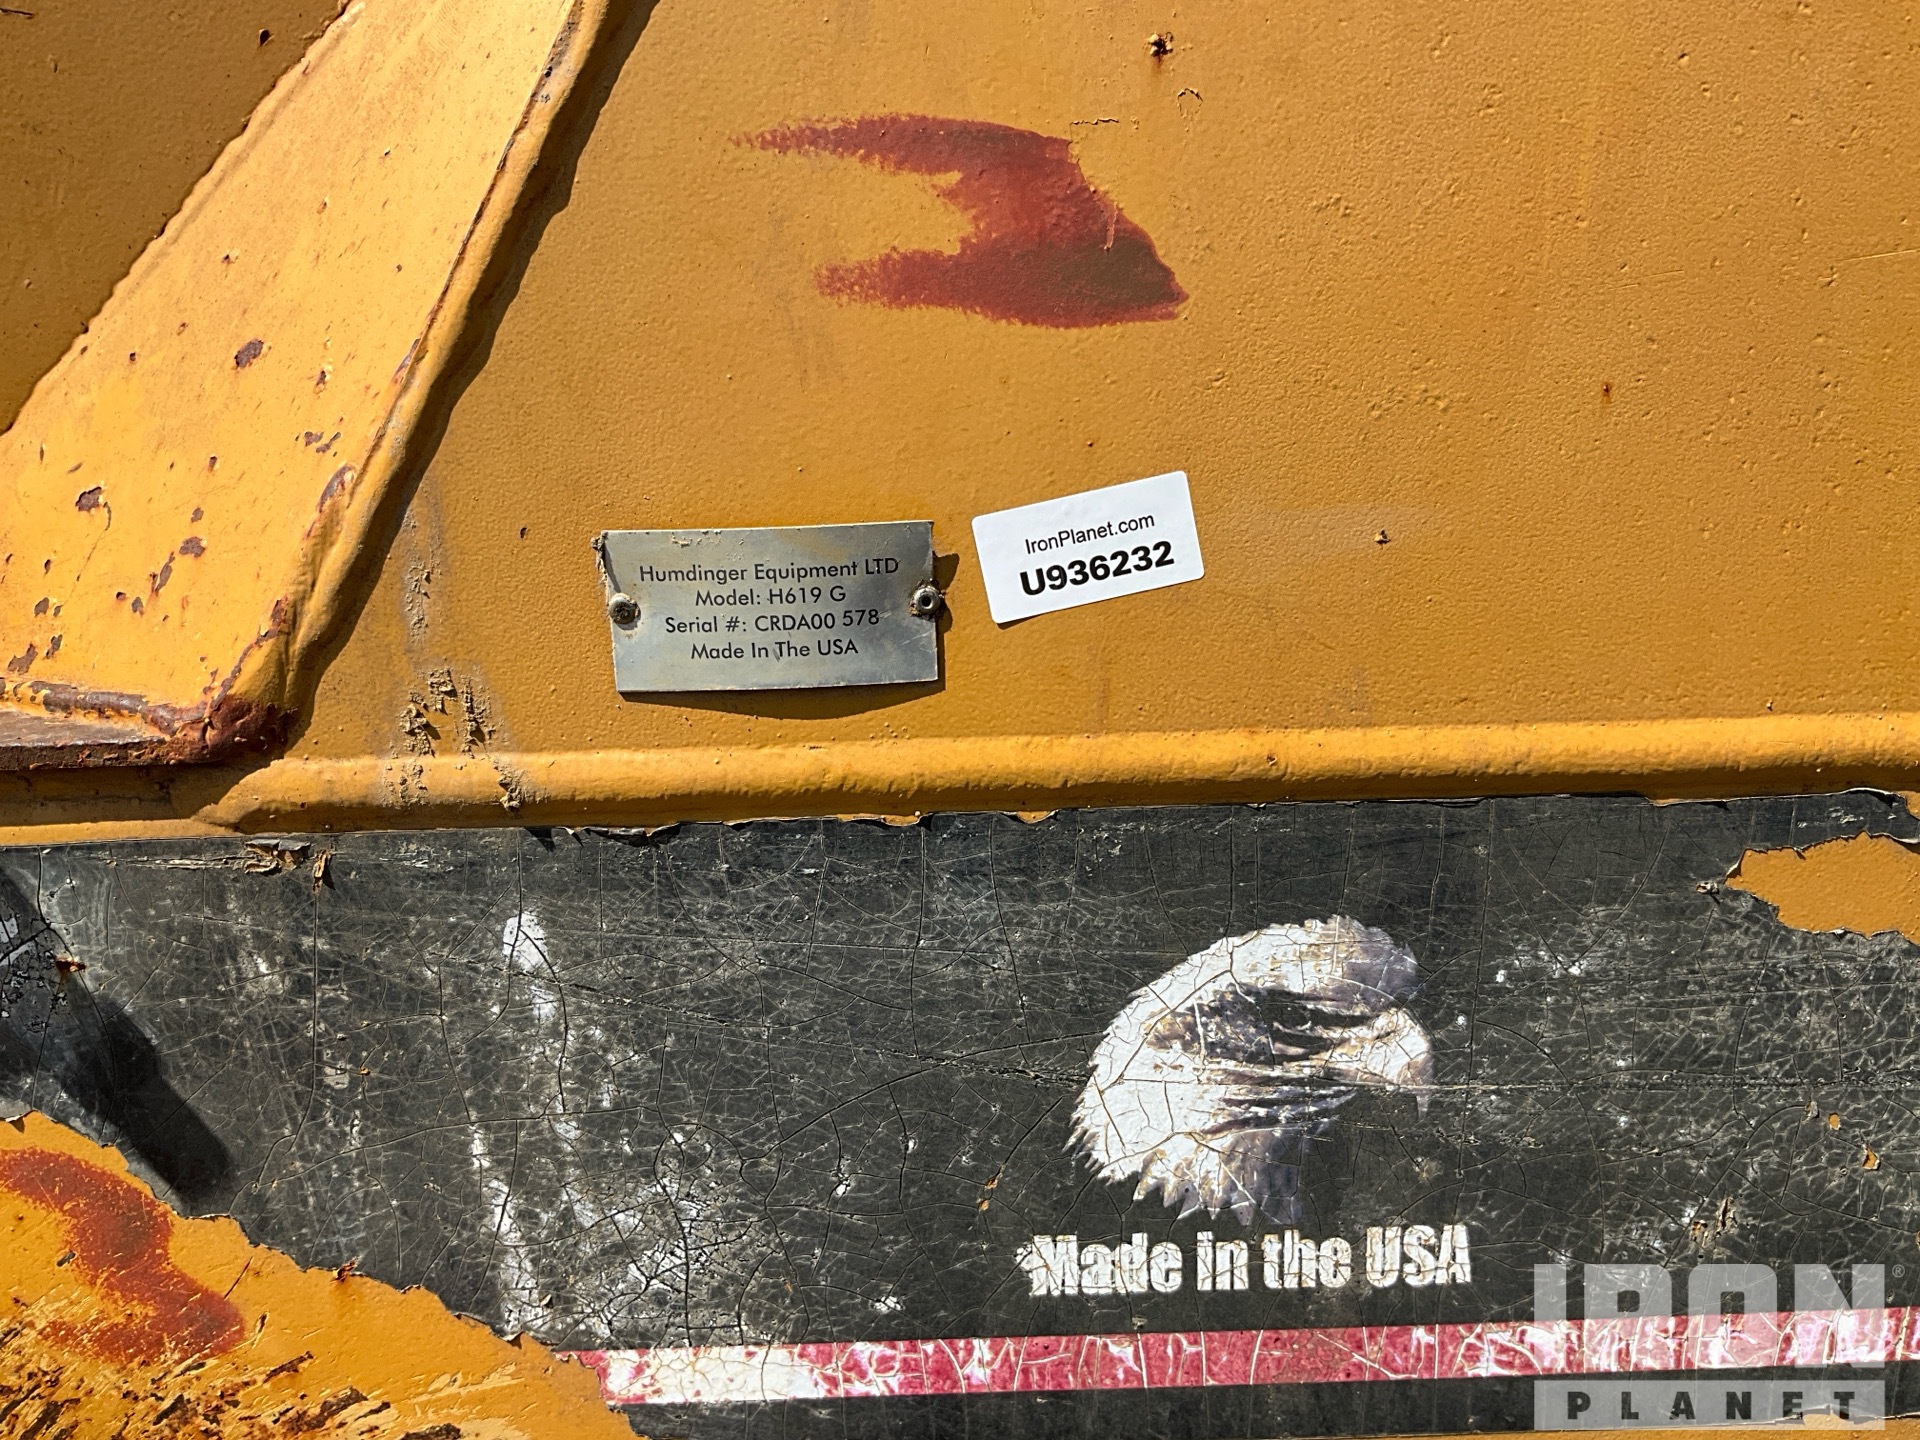 Humdinger Equipment LTD
Model: H619 G
Serial #: CRDA00 578
Made In The USA
IronPlanet.com
U936232
Made in the USA
IRON ®
PLANET